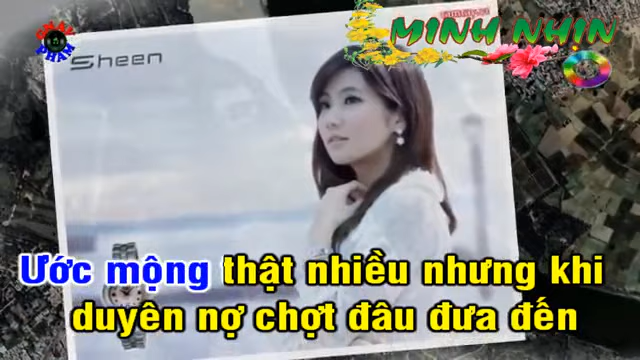 MINH NHIN
Sheen
Ước mộng thật nhiều nhưng khi
duyên nợ chợt đâu đưa đến